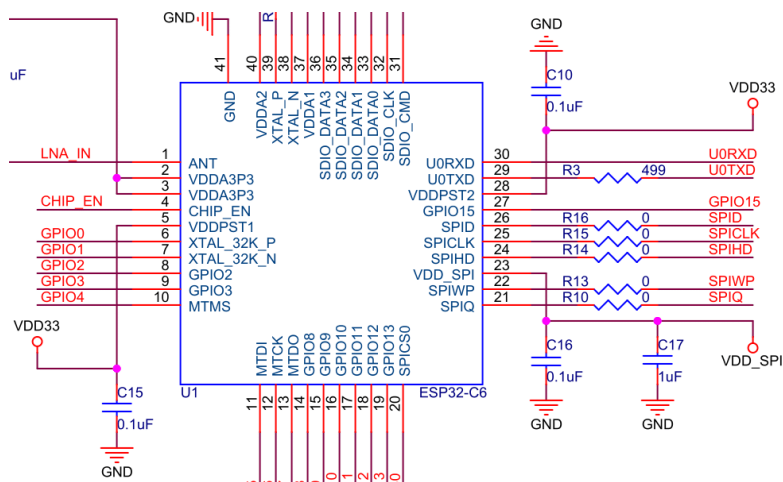 GND
R
uF
41
40
39
38
37
36
35
34
33
32
31
GND
VDDA2
XTAL_P
XTAL_N
VDDA1
SDIO_DATA3
SDIO_DATA2
SDIO_DATA1
SDIO_DATA0
SDIO_CLK
SDIO_CMD
GND
C10
0.1uF
VDD33
LNA_IN 1 ANT
2 VDDA3P3
3 VDDA3P3
CHIP_EN 4 CHIP_EN
5 VDDPST1
GPIO0 6 XTAL_32K_P
GPIO1 7 XTAL_32K_N
GPIO2 8 GPIO2
GPIO3 9 GPIO3
GPIO4 10 MTMS
U0RXD 30 U0RXD
U0TXD 29 R3 499 U0TXD
VDDPST2 28
GPIO15 27 GPIO15
SPID 26 R16 0 SPID
SPICLK 25 R15 0 SPICLK
SPIHD 24 R14 0 SPIHD
VDD_SPI 23
SPIWP 22 R13 0 SPIWP
SPIQ 21 R10 0 SPIQ
VDD33
C15
0.1uF
GND
MTDI
MTCK
MTDO
GPIO8
GPIO9
GPIO10
GPIO11
GPIO12
GPIO13
SPICS0
U1
ESP32-C6
11
12
13
14
15
16
17
18
19
20
0
1
2
3
0
C16
0.1uF
GND
C17
1uF
GND
VDD_SPI